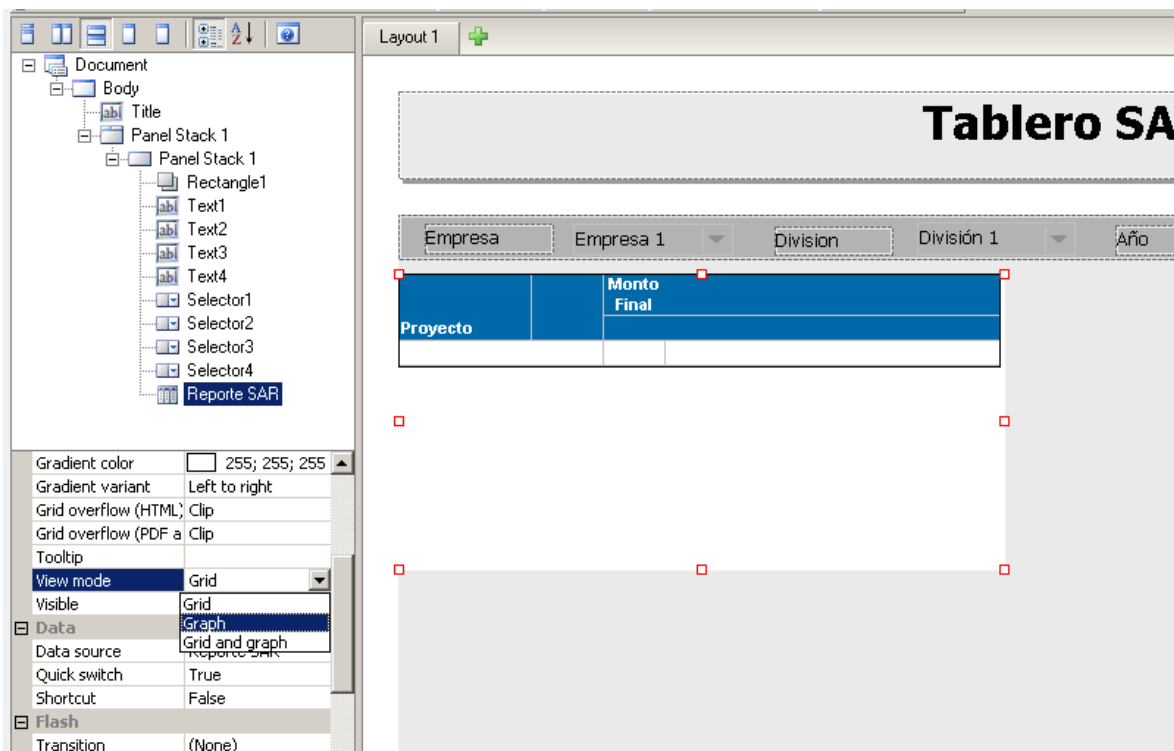 Layout 1
Document
Body
Title
Panel Stack 1
Panel Stack 1
Rectangle1
Text1
Text2
Text3
Text4
Selector1
Selector2
Selector3
Selector4
Reporte SAR
Gradient color 255; 255; 255
Gradient variant Left to right
Grid overflow (HTML) Clip
Grid overflow (PDF a Clip
Tooltip
View mode Grid
Visible Grid
Graph
Grid and graph
Data
Data source Reporte SAR
Quick switch True
Shortcut False
Flash
Transition (None)
Tablero SA
Empresa Empresa 1 Division División 1 Año
Monto
Final
Proyecto